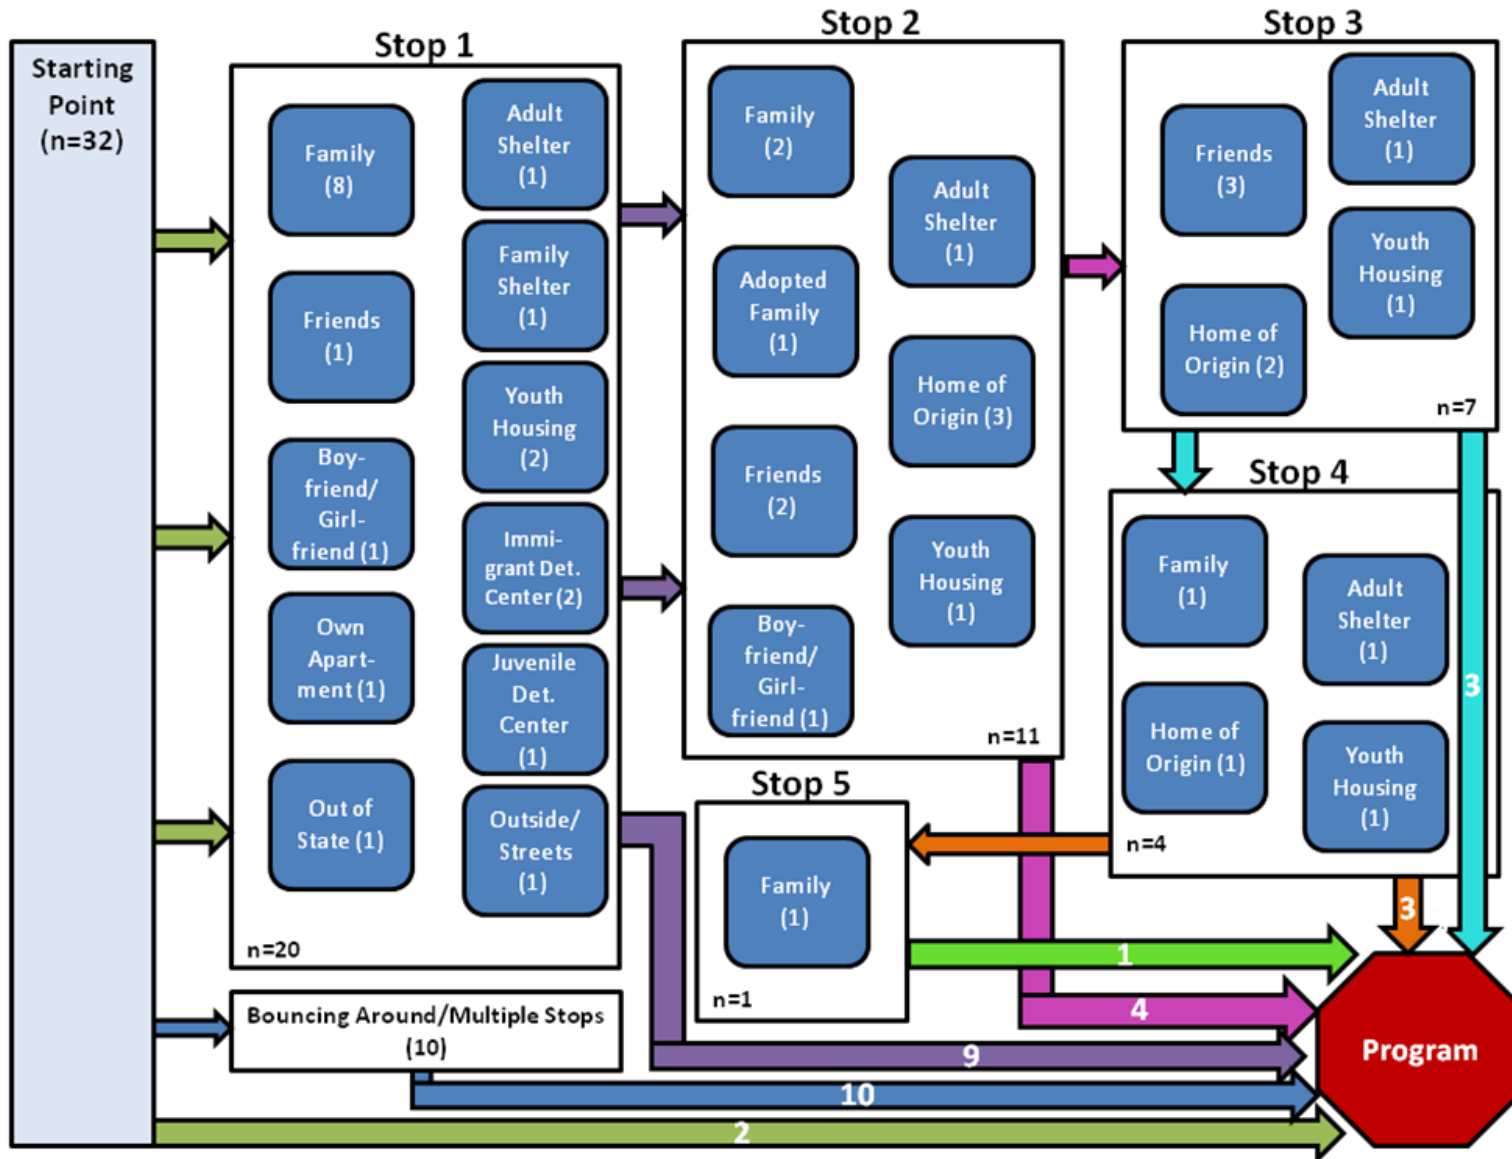 Starting
Point
(n=32)
Stop 1
Family
(8)
Friends
(1)
Boy-
friend/
Girl-
friend (1)
Own
Apart-
ment (1)
Out of
State (1)
Adult
Shelter
(1)
Family
Shelter
(1)
Youth
Housing
(2)
Immi-
grant Det.
Center (2)
Juvenile
Det.
Center
(1)
Outside/
Streets
(1)
n=20
Bouncing Around/Multiple Stops
(10)
Stop 2
Family
(2)
Adopted
Family
(1)
Friends
(2)
Boy-
friend/
Girl-
friend (1)
Adult
Shelter
(1)
Home of
Origin (3)
Youth
Housing
(1)
n=11
Stop 3
Friends
(3)
Home of
Origin (2)
Adult
Shelter
(1)
Youth
Housing
(1)
n=7
Stop 4
Family
(1)
Home of
Origin (1)
Adult
Shelter
(1)
Youth
Housing
(1)
n=4
Stop 5
Family
(1)
n=1
3
3
1
4
9
10
2
Program